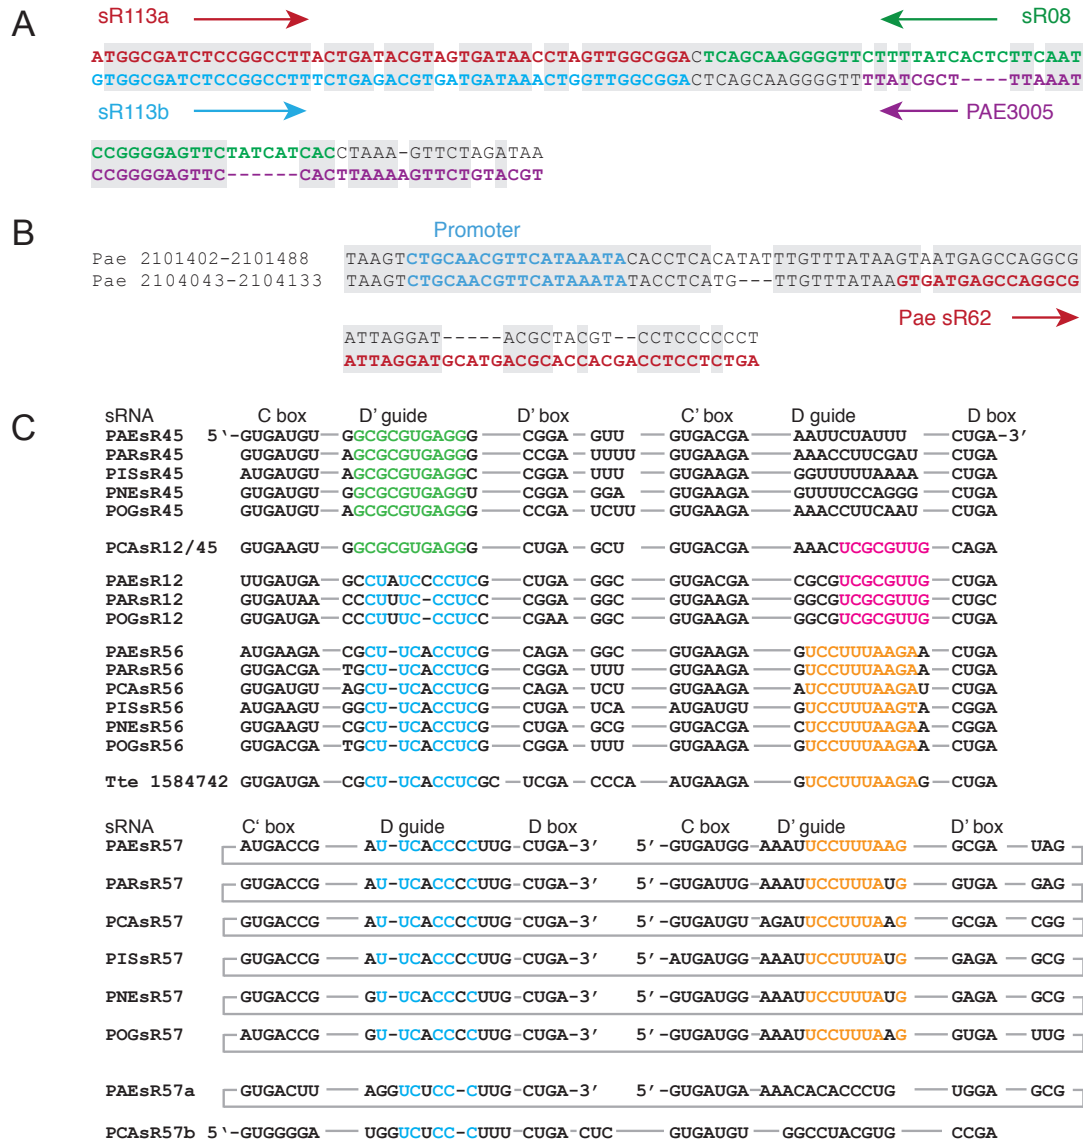 A
sR113a sR08
ATGGCGATCTCCGGCCTTACTGATACGTAGTGATAACCTAGTTGGCGGACTCAGCAAGGGGTTCTTTTATCACTCTTCAAT
GTGGCGATCTCCGGCCTTTCTGAGACGTGATGATAAACTGGTTGGCGGACTCAGCAAGGGGTTTTTATCGCT----TTAAAT
sR113b PAE3005
CCGGGGAGTTCTATCATCACCTAAA-GTTCTAGATAA
CCGGGGAGTTC------CACTTAAAAGTTCTGTACGT
B
Promoter
Pae 2101402-2101488 TAAGTCTGCAACGTTCATAAATACACCTCACATATTTGTTTATAAGTAATGAGCCAGGCG
Pae 2104043-2104133 TAAGTCTGCAACGTTCATAAATATACCTCATG---TTGTTTATAAGTGATGAGCCAGGCG
Pae sR62
ATTAGGAT-----ACGCTACGT--CCTCCCCCCT
ATTAGGATGCATGACGCACCACGACCTCCTCTGA
C
sRNA C box D' guide D' box C' box D guide D box
PAEsR45 5‘-GUGAUGU GGCGCGUGAGGG CGGA GUU GUGACGA AAUUCUAUUU CUGA-3’
PARsR45 GUGAUGU AGCGCGUGAGGG CCGA UUUU GUGAAGA AAACCUUCGAU CUGA
PISsR45 AUGAUGU AGCGCGUGAGGC CGGA UUU GUGAAGA GGUUUUUAAAA CUGA
PNEsR45 GUGAUGU GGCGCGUGAGGU CGGA GGA GUGAAGA GUUUUCCAGGG CUGA
POGsR45 GUGAUGU AGCGCGUGAGGG CCGA UCUU GUGAAGA AAACCUUCAAU CUGA
PCAsR12/45 GUGAAGU GGCGCGUGAGGG CUGA GCU GUGACGA AAACUCGCGUUG CAGA
PAEsR12 UUGAUGA GCCUAUCCCCUCG CUGA GGC GUGACGA CGCGUCGCGUUG CUGA
PARsR12 GUGAUAA CCCUUUC-CCUCC CGGA GGC GUGAAGA GGCGUCGCGUUG CUGC
POGsR12 GUGAUGA CCCUUUC-CCUCC CGAA GGC GUGAAGA GGCGUCGCGUUG CUGA
PAEsR56 AUGAAGA CGCU-UCACCUCG CAGA GGC GUGAAGA GUCCUUUAAGAA CUGA
PARsR56 GUGACGA TGCU-UCACCUCG CGGA UUU GUGAAGA GUCCUUUAAGAA CUGA
PCAsR56 GUGAUGU AGCU-UCACCUCG CAGA UCU GUGAAGA AUCCUUUAAGAU CUGA
PISsR56 AUGAAGU GGCU-UCACCUCG CUGA UCA AUGAUGU GUCCUUUAAGTA CGGA
PNEsR56 GUGAAGU CGCU-UCACCUCG CUGA GCG GUGACGA CUCCUUUAAGAA CGGA
POGsR56 GUGACGA TGCU-UCACCUCG CGGA UUU GUGAAGA GUCCUUUAAGAA CUGA
Tte 1584742 GUGAUGA CGCU-UCACCUCGC UCGA CCCA AUGAAGA GUCCUUUAAGAG CUGA
sRNA C‘ box D guide D box C box D’ guide D’ box
PAEsR57 AUGACCG AU-UCACCCCUUG CUGA-3’ 5’-GUGAUGG AAAUUCCUUUAAG GCGA UAG
PARsR57 GUGACCG AU-UCACCCCUUG CUGA-3’ 5’-GUGAUUG AAAUUCCUUUAUG GUGA GAG
PCAsR57 GUGACCG AU-UCACCCCUUG CUGA-3’ 5’-GUGAUGU AGAUUCCUUUAAG GCGA CGG
PISsR57 GUGACCG AU-UCACCCCUUG CUGA-3’ 5’-AUGAUGG AAAUUCCUUUAUG GAGA GCG
PNEsR57 GUGACCG GU-UCACCCCUUG CUGA-3’ 5’-GUGAUGG AAAUUCCUUUAUG GAGA GCG
POGsR57 AUGACCG GU-UCACCCCUUG CUGA-3’ 5’-GUGAUGG AAAUUCCUUUAAG GUGA UUG
PAEsR57a GUGACUU AGGUCUCC-CUUG CUGA-3’ 5’-GUGAUGA AAACACACCCUG UGGA GCG
PCAsR57b 5‘-GUGGGGA UGGUCUCC-CUUU CUGA CUC GUGAUGU GGCCUACGUGC CCGA